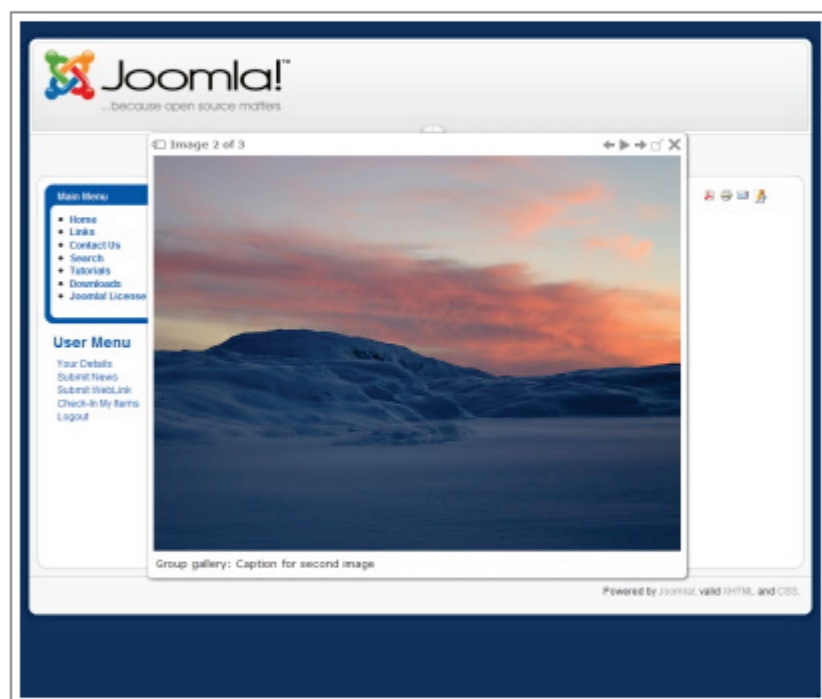 Joomla!™
...because open source matters
Image 2 of 3
Main Menu
Home
Links
Contact Us
Search
Tutorials
Downloads
Joomla! License
User Menu
Your Details
Submit News
Submit WebLink
Check-In My Items
Logout
Group gallery: Caption for second image
Powered by Joomla!. valid XHTML and CSS.